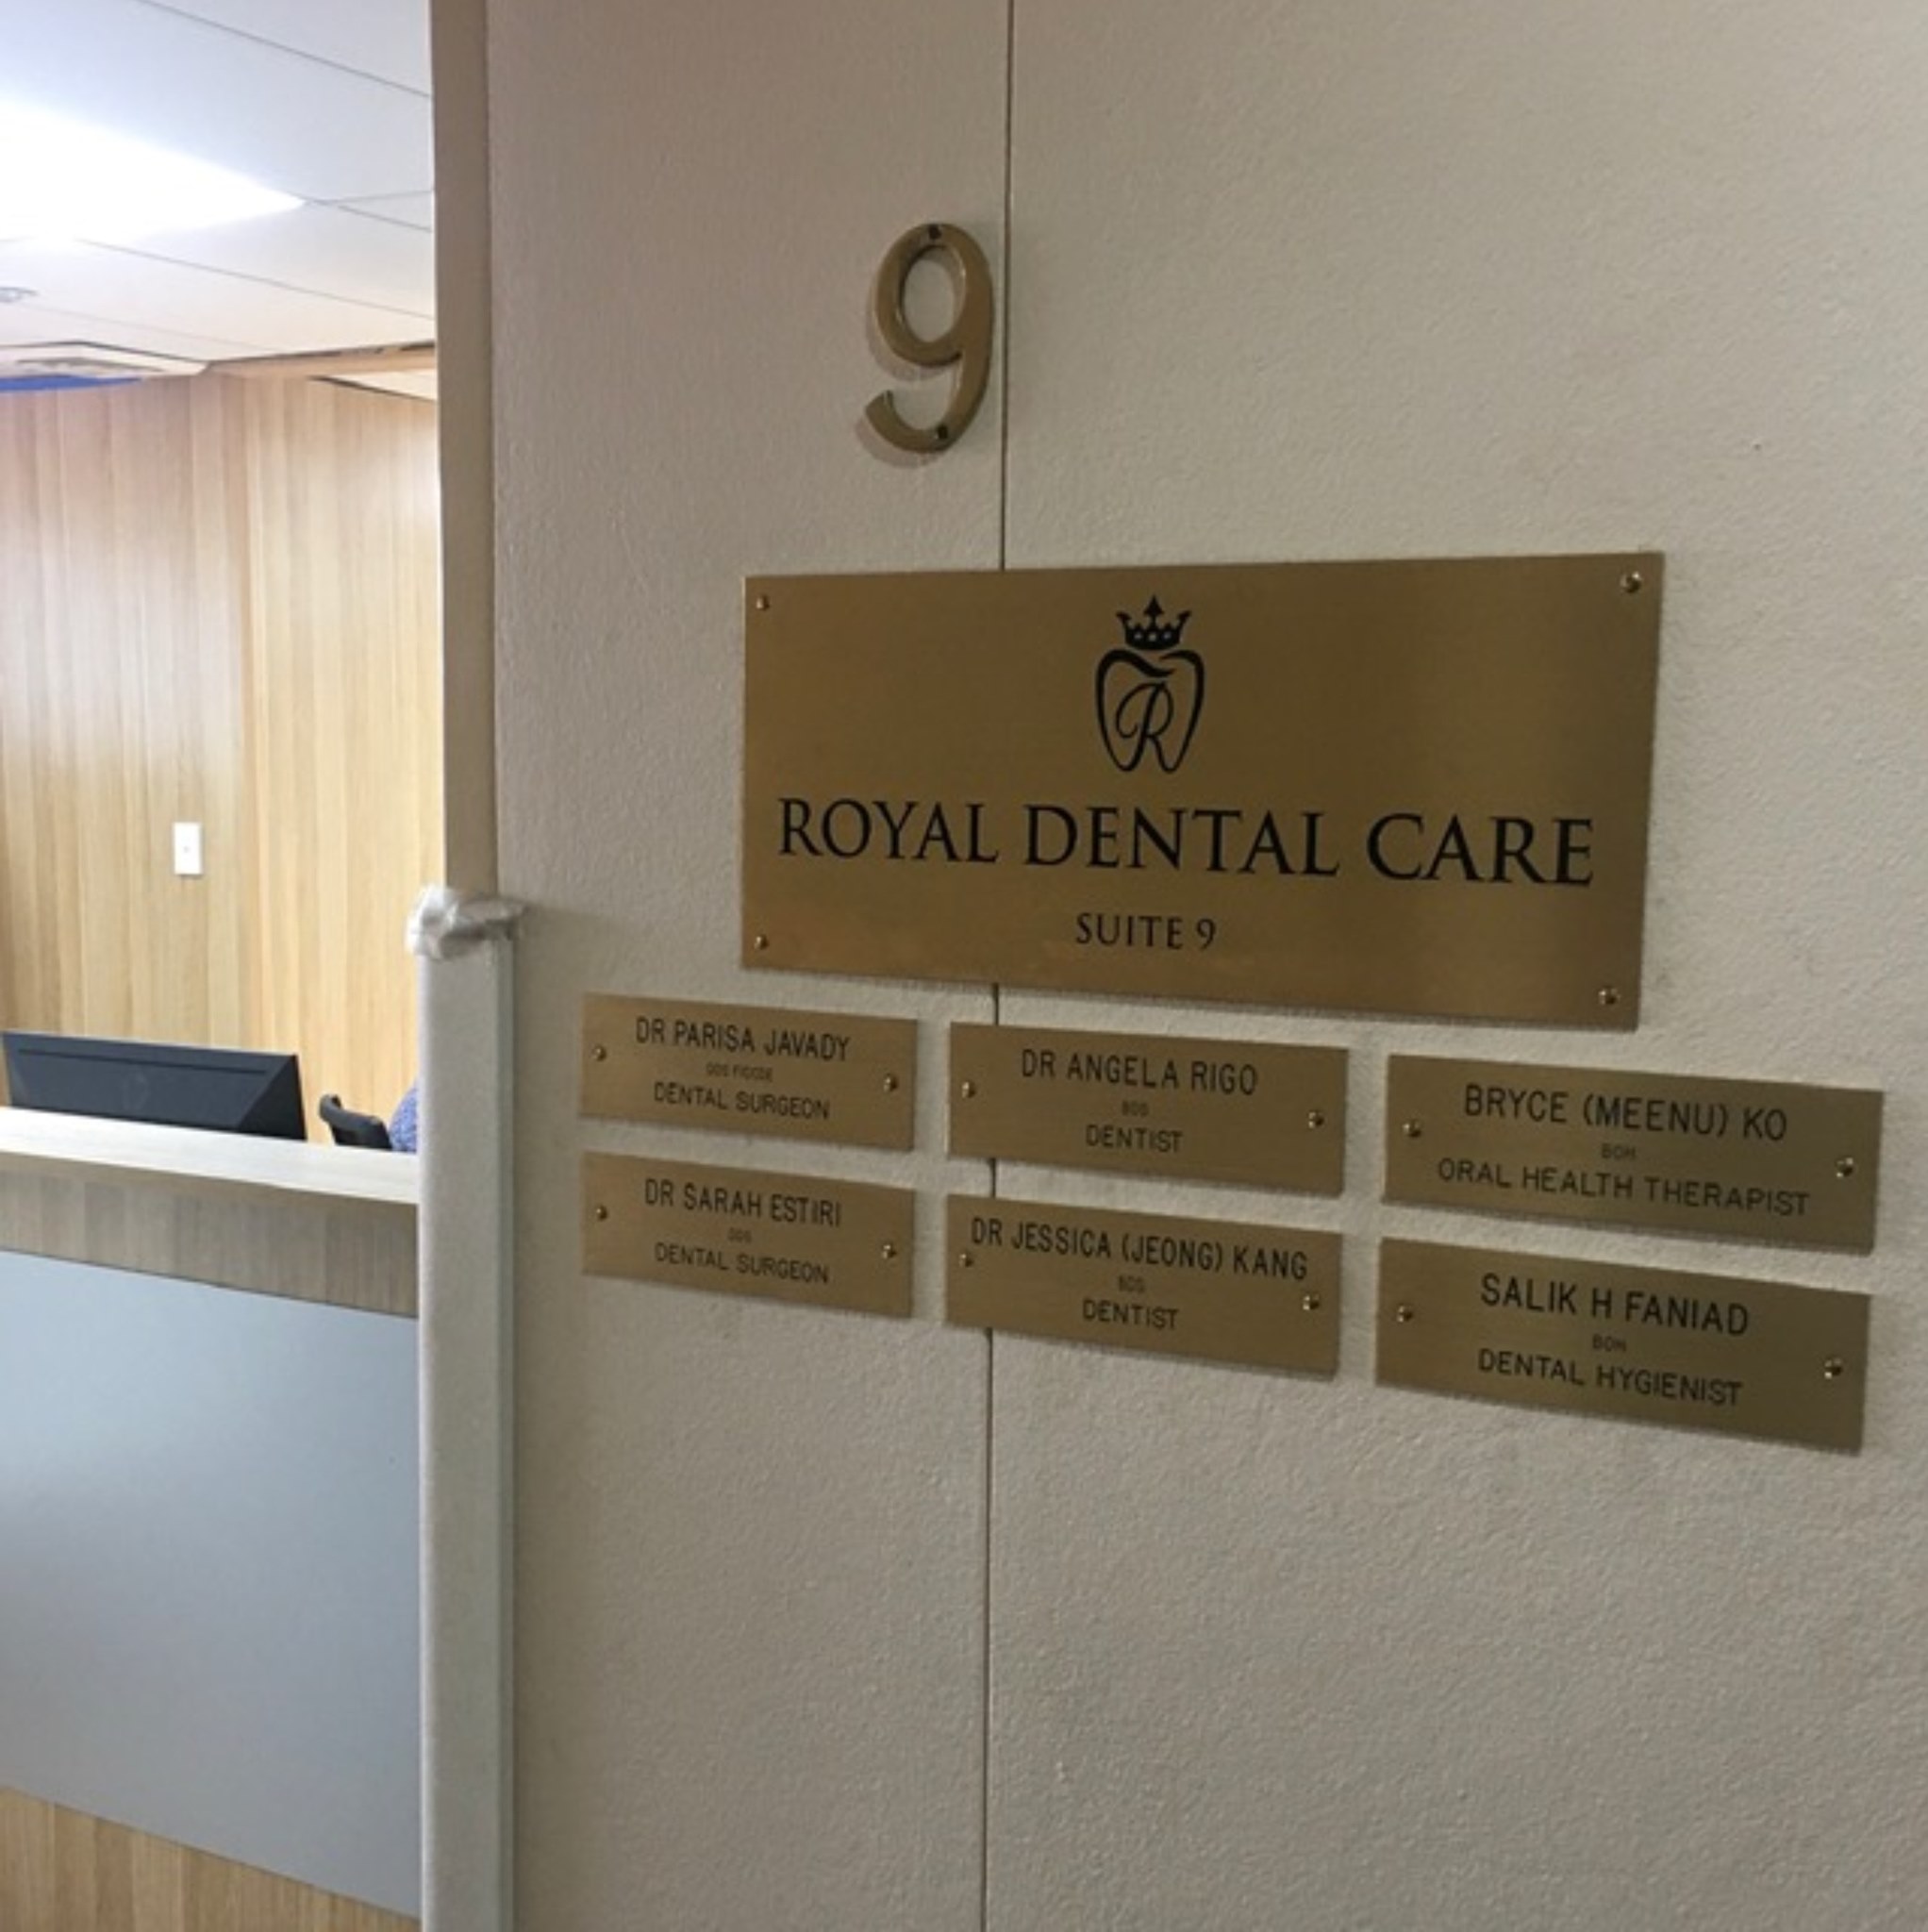 9
R
ROYAL DENTAL CARE
SUITE 9
DR PARISA JAVADY
DDS FICCDE
DENTAL SURGEON
DR ANGELA RIGO
BDS
DENTIST
BRYCE (MEENU) KO
BOH
ORAL HEALTH THERAPIST
DR SARAH ESTIRI
DDS
DENTAL SURGEON
DR JESSICA (JEONG) KANG
BDS
DENTIST
SALIK H FANIAD
BOH
DENTAL HYGIENIST